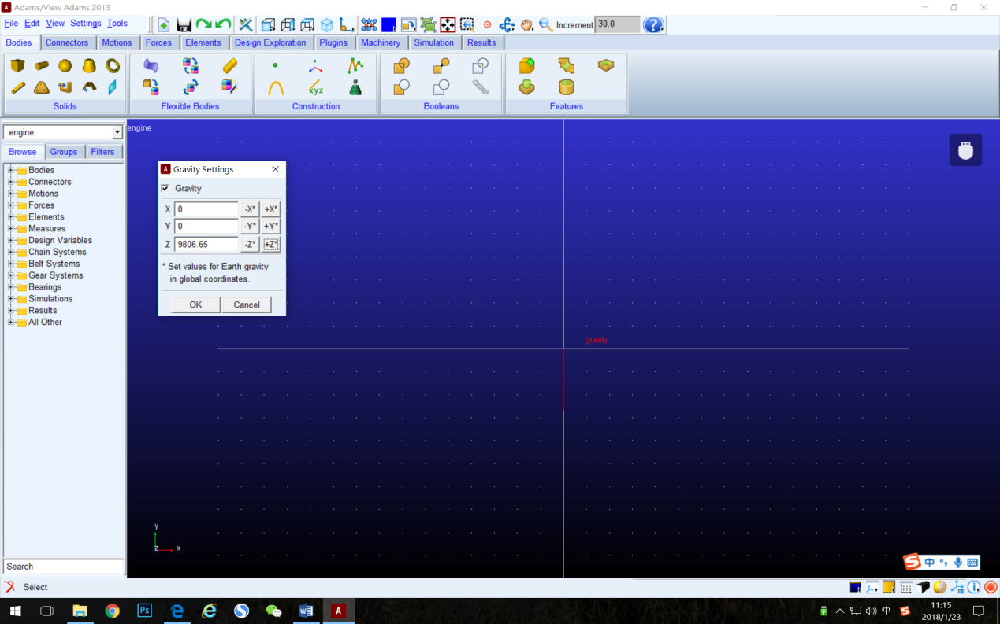 Adams/View Adams 2013
File Edit View Settings Tools
Increment 30.0
Bodies Connectors Motions Forces Elements Design Exploration Plugins Machinery Simulation Results
xyz
Solids Flexible Bodies Construction Booleans Features
.engine
engine
Browse Groups Filters
Bodies
Connectors
Motions
Forces
Elements
Measures
Design Variables
Chain Systems
Belt Systems
Gear Systems
Bearings
Simulations
Results
All Other
Gravity Settings
Gravity
X 0 -X* +X*
Y 0 -Y* +Y*
Z 9806.65 -Z* +Z*
* Set values for Earth gravity
in global coordinates.
OK Cancel
gravity
y
z x
Search
中
Select
Ps
中
11:15
2018/1/23